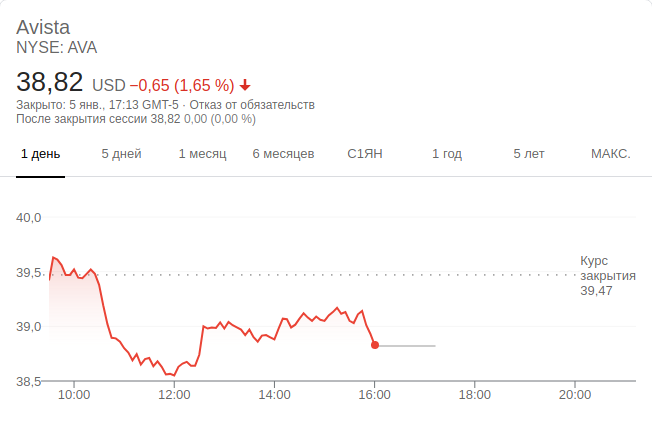 Avista
NYSE: AVA
38,82 USD −0,65 (1,65 %)
Закрыто: 5 янв., 17:13 GMT-5 · Отказ от обязательств
После закрытия сессии 38,82 0,00 (0,00 %)
1 день 5 дней 1 месяц 6 месяцев С1ЯН 1 год 5 лет МАКС.
40,0
39,5
39,0
38,5
Курс
закрытия
39,47
10:00 12:00 14:00 16:00 18:00 20:00